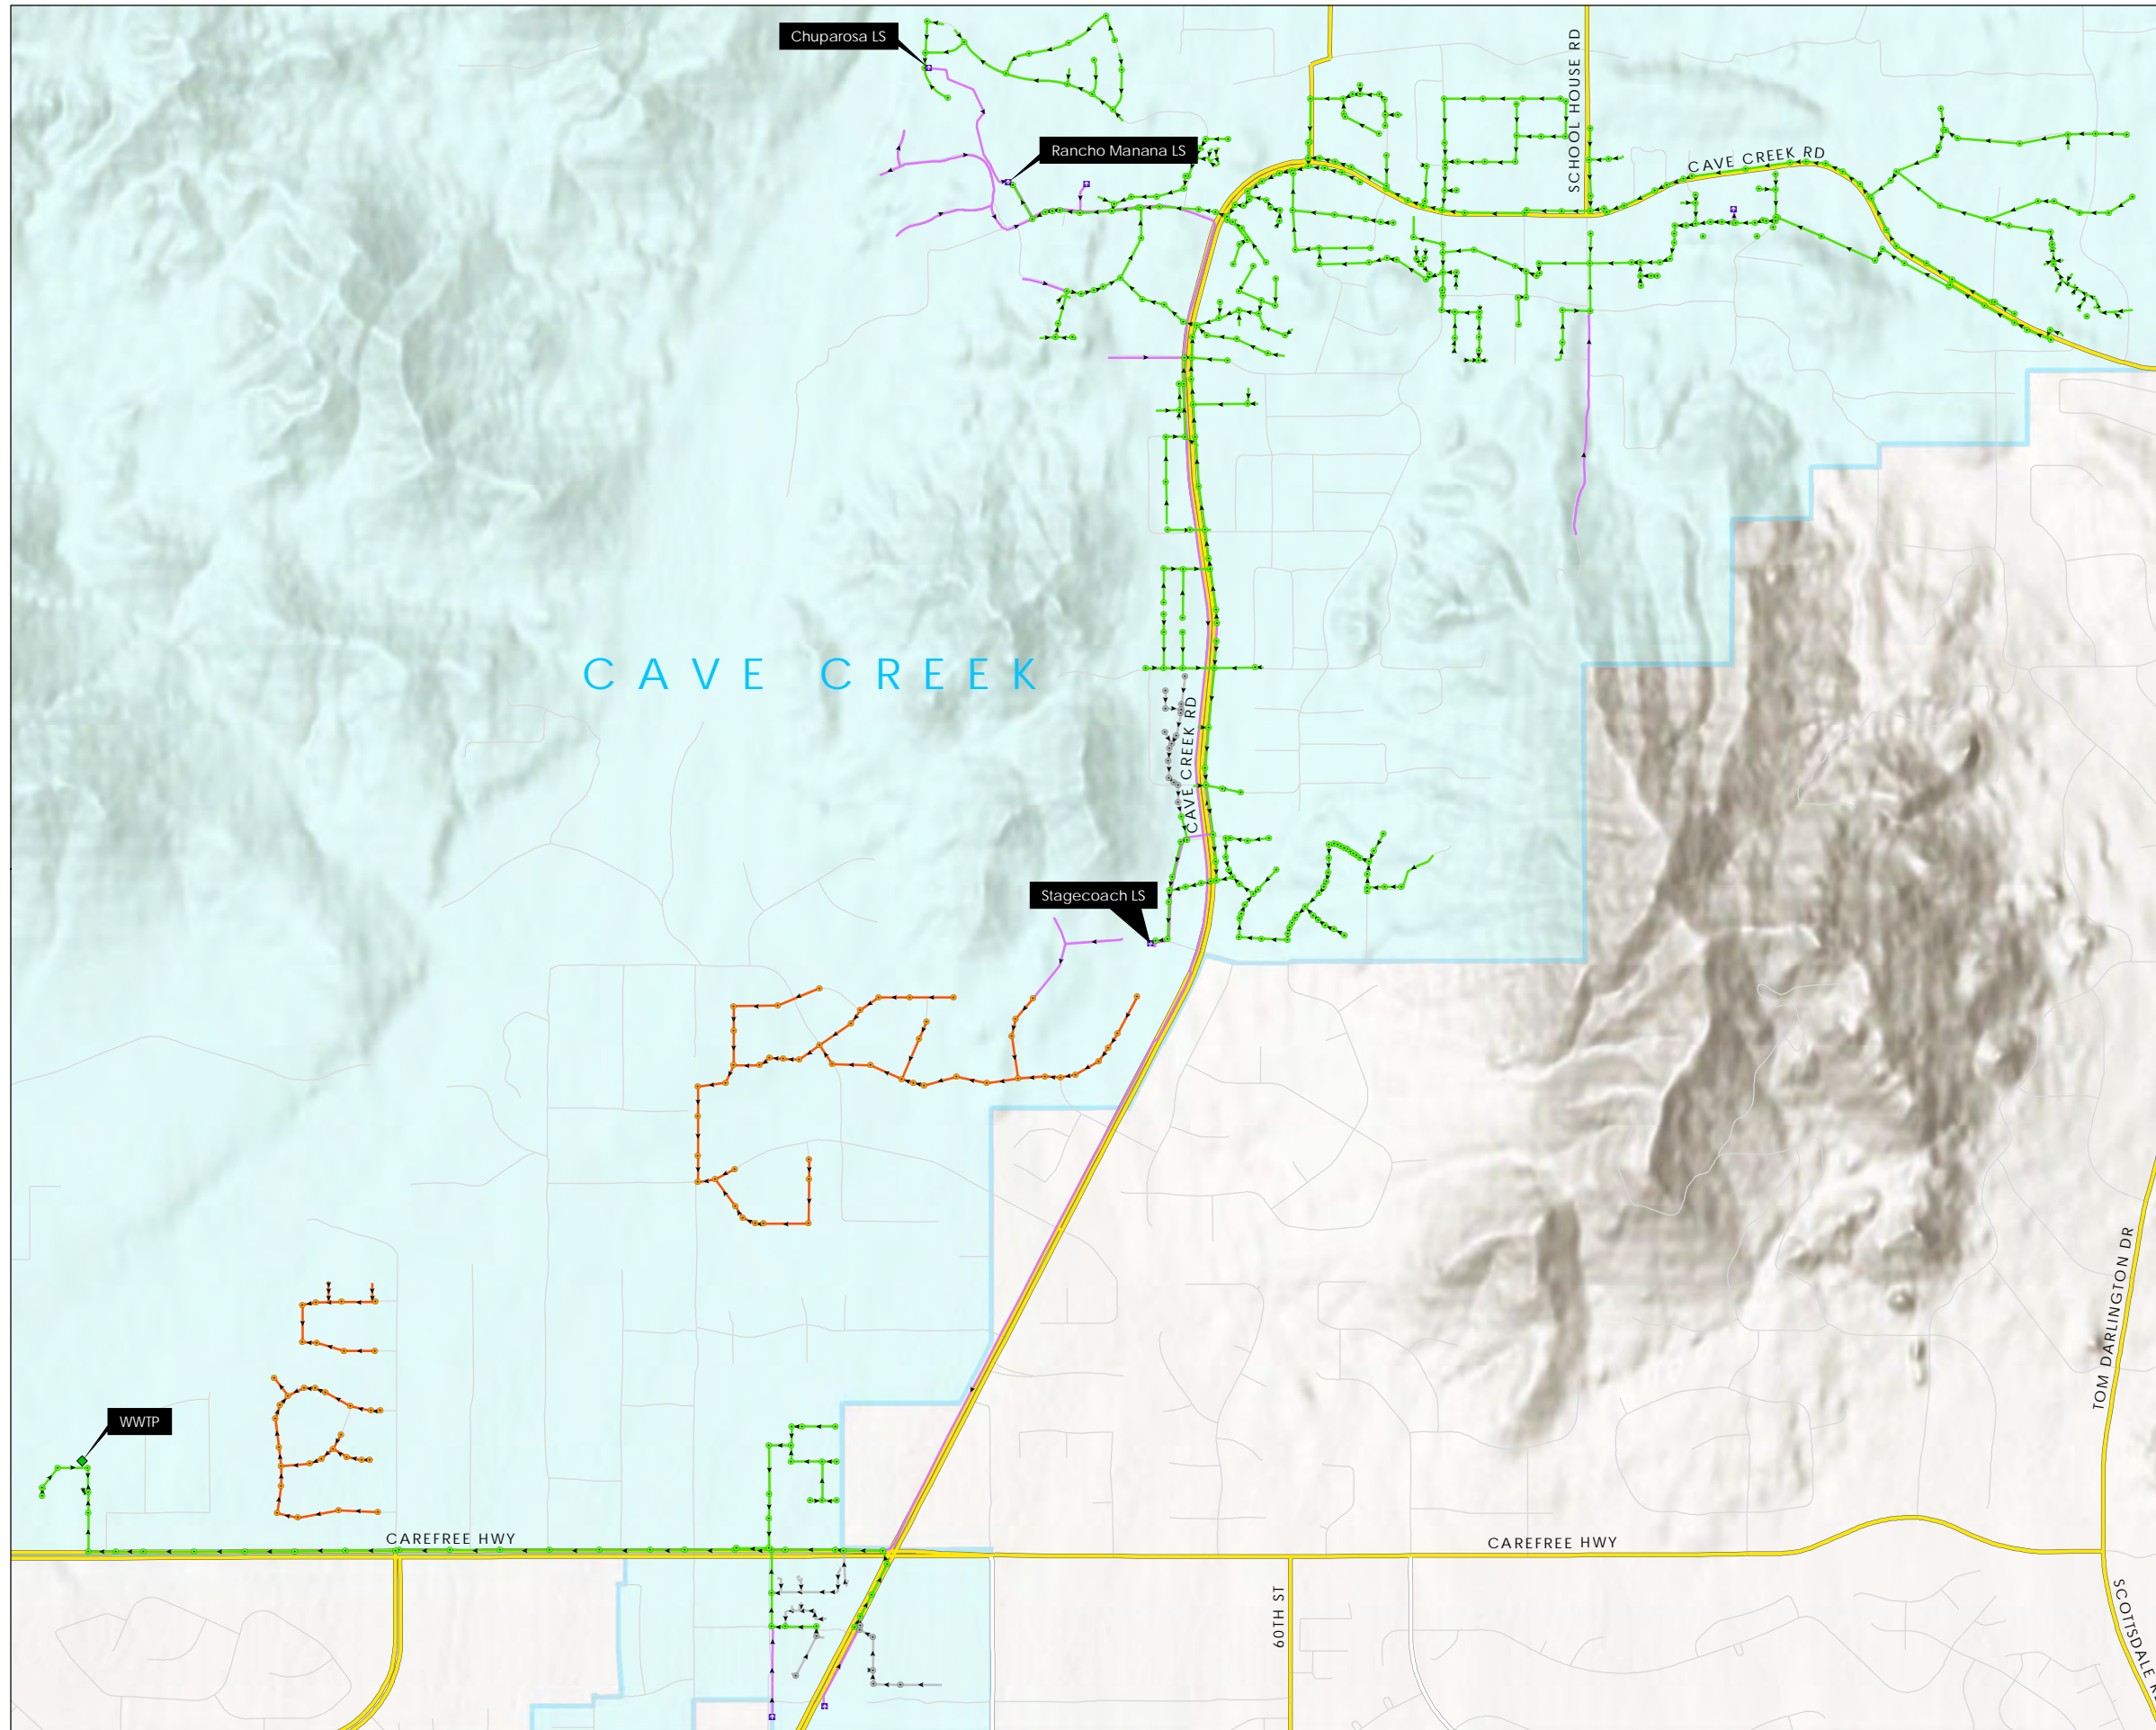 Chuparosa LS
SCHOOL HOUSE RD
Rancho Manana LS
CAVE CREEK RD
CAVE CREEK
CAVE CREEK RD
Stagecoach LS
TOM DARLINGTON DR
WWTP
CAREFREE HWY
CAREFREE HWY
60TH ST
SCOTTSDALE R